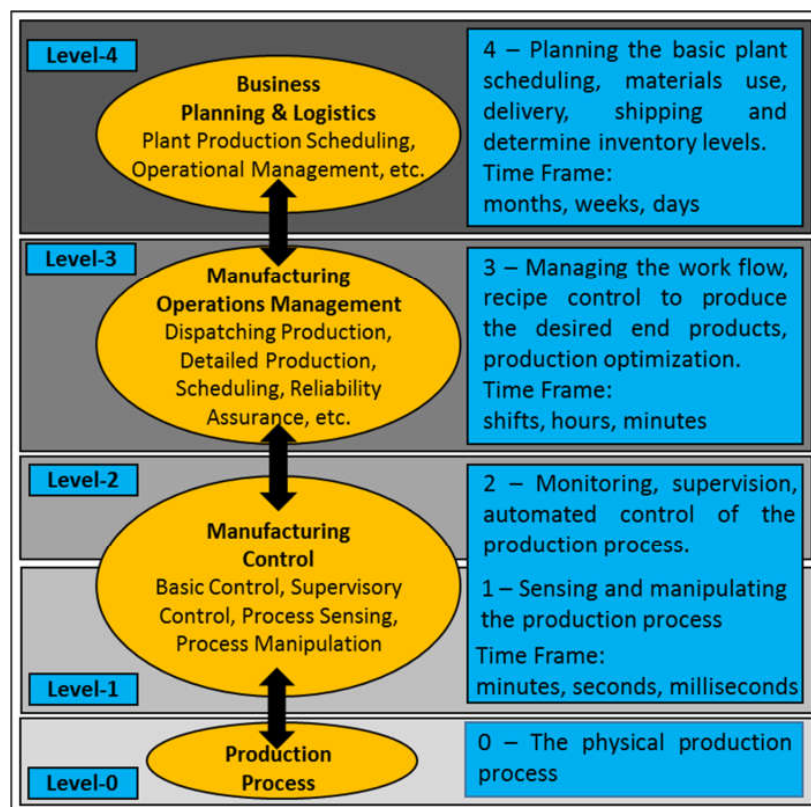 Level-4
Business
Planning & Logistics
Plant Production Scheduling,
Operational Management, etc.
4 – Planning the basic plant
scheduling, materials use,
delivery, shipping and
determine inventory levels.
Time Frame:
months, weeks, days
Level-3
Manufacturing
Operations Management
Dispatching Production,
Detailed Production,
Scheduling, Reliability
Assurance, etc.
3 – Managing the work flow,
recipe control to produce
the desired end products,
production optimization.
Time Frame:
shifts, hours, minutes
Level-2
Manufacturing
Control
Basic Control, Supervisory
Control, Process Sensing,
Process Manipulation
2 – Monitoring, supervision,
automated control of the
production process.
1 – Sensing and manipulating
the production process
Time Frame:
minutes, seconds, milliseconds
Level-1
Production
Process
Level-0
0 – The physical production
process